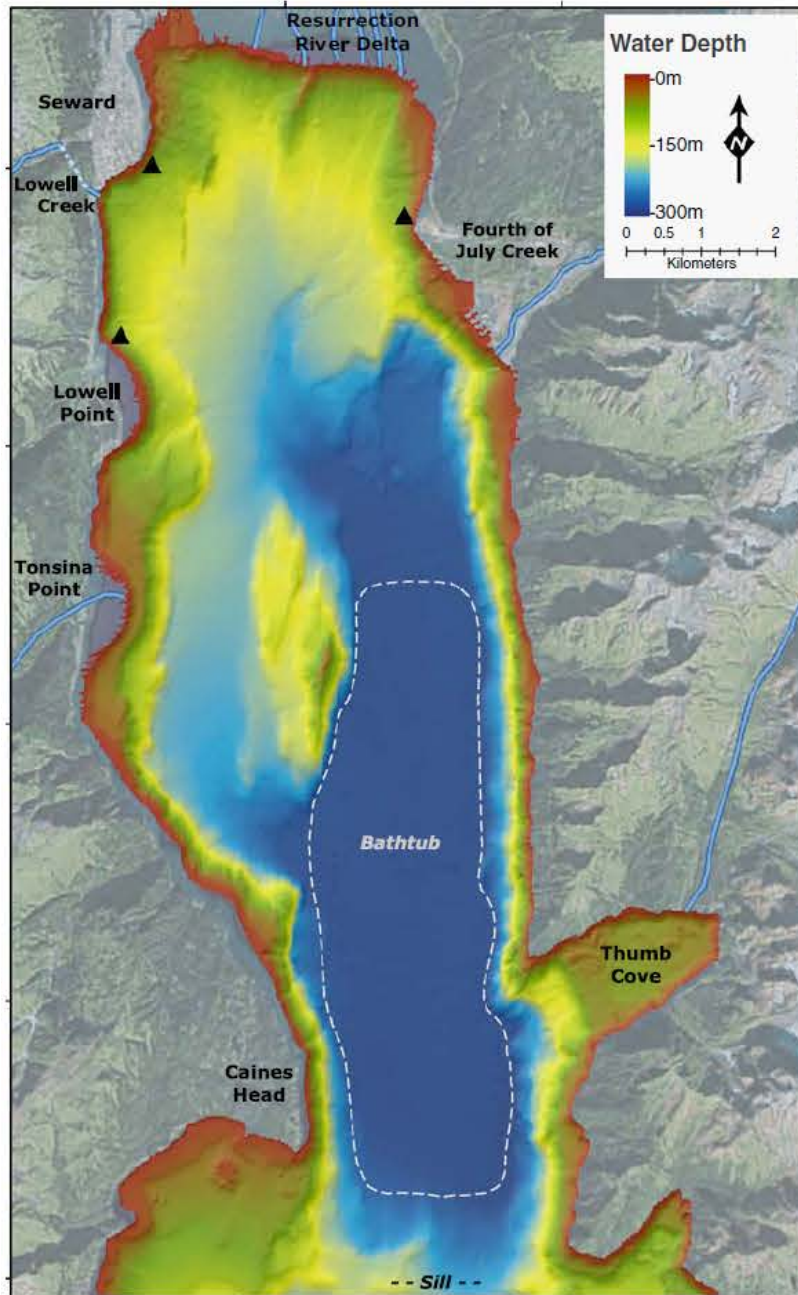 Resurrection
River Delta
Water Depth
-0m
-150m
-300m
N
0 0.5 1 2
Kilometers
Seward
Lowell
Creek
Fourth of
July Creek
Lowell
Point
Tonsina
Point
Bathtub
Thumb
Cove
Caines
Head
-- Sill --